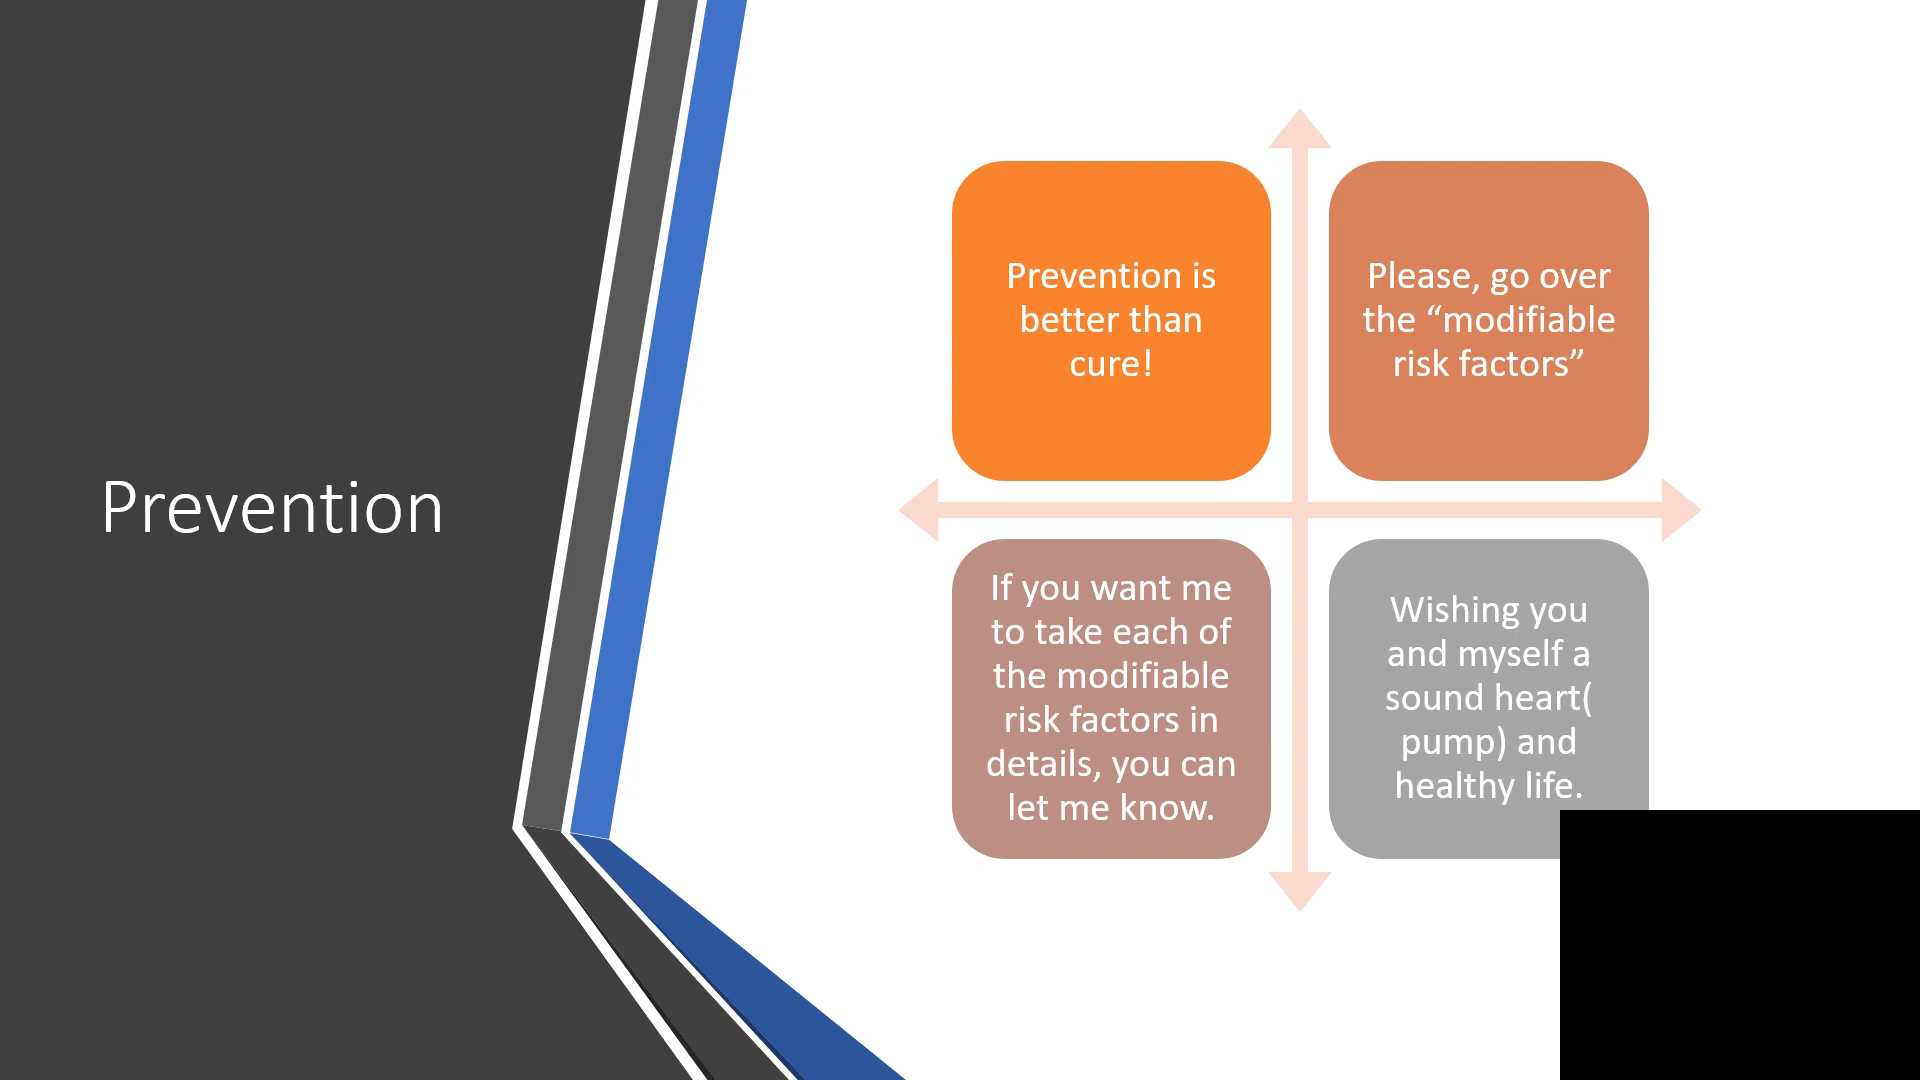 Prevention
Prevention is
better than
cure!
Please, go over
the “modifiable
risk factors”
If you want me
to take each of
the modifiable
risk factors in
details, you can
let me know.
Wishing you
and myself a
sound heart(
pump) and
healthy life.